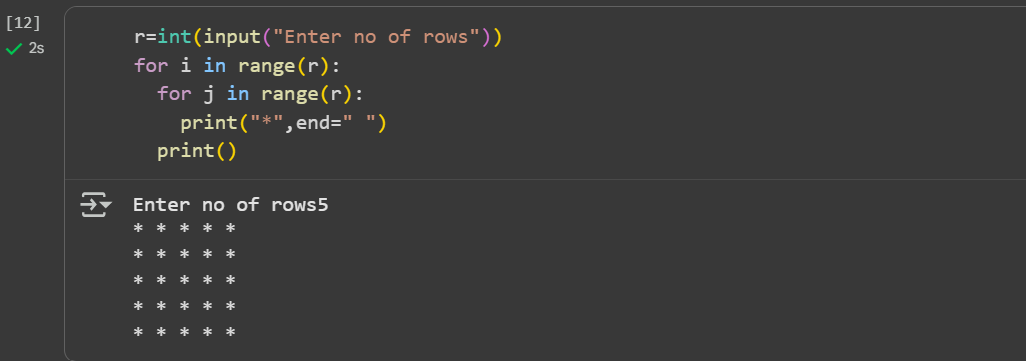 [12]
2s
r=int(input("Enter no of rows"))
for i in range(r):
  for j in range(r):
    print("*",end=" ")
  print()
Enter no of rows5
* * * * *
* * * * *
* * * * *
* * * * *
* * * * *